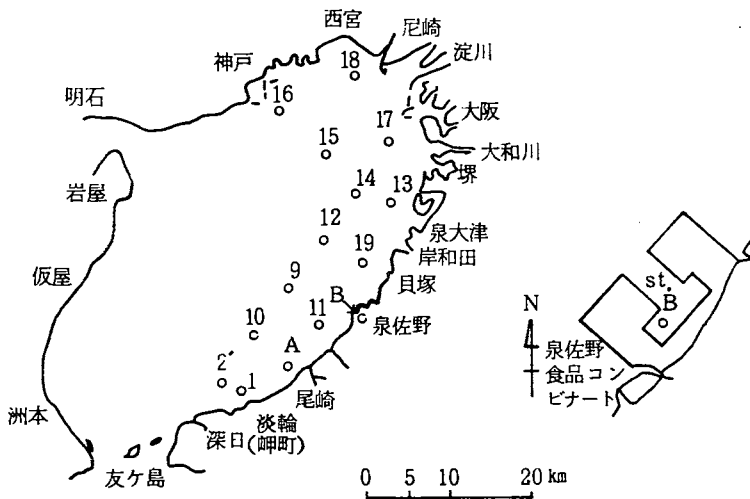 西宮
尼崎
神戸
18
淀川
明石
16
17
大阪
15
大和川
岩屋
14
13
堺
12
19
泉大津
岸和田
仮屋
9
貝塚
st.
B
B
N
10
11
泉佐野
泉佐野
A
食品コン
ビナート
2'
1
尾崎
洲本
深日
淡輪
(岬町)
友ケ島
0 5 10 20 km